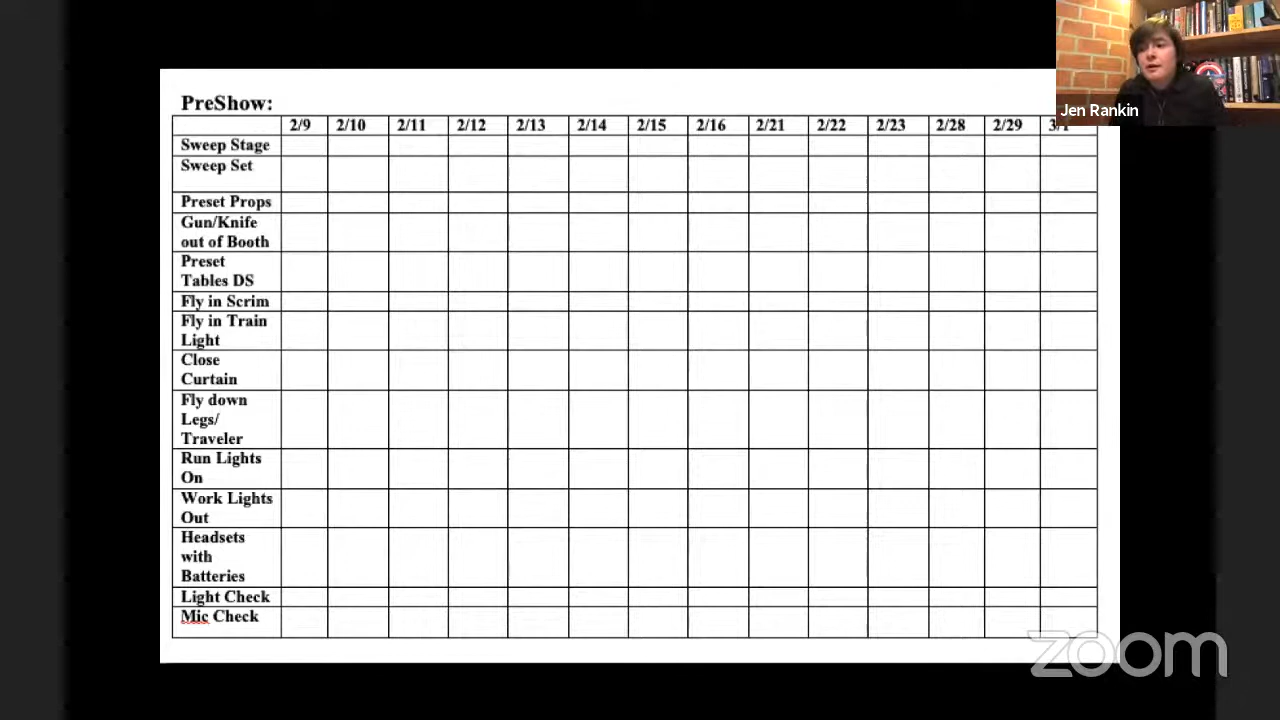 Jen Rankin
PreShow:
2/9 2/10 2/11 2/12 2/13 2/14 2/15 2/16 2/21 2/22 2/23 2/28 2/29 3/1
Sweep Stage
Sweep Set
Preset Props
Gun/Knife
out of Booth
Preset
Tables DS
Fly in Scrim
Fly in Train
Light
Close
Curtain
Fly down
Legs/
Traveler
Run Lights
On
Work Lights
Out
Headsets
with
Batteries
Light Check
Mic Check
zoom